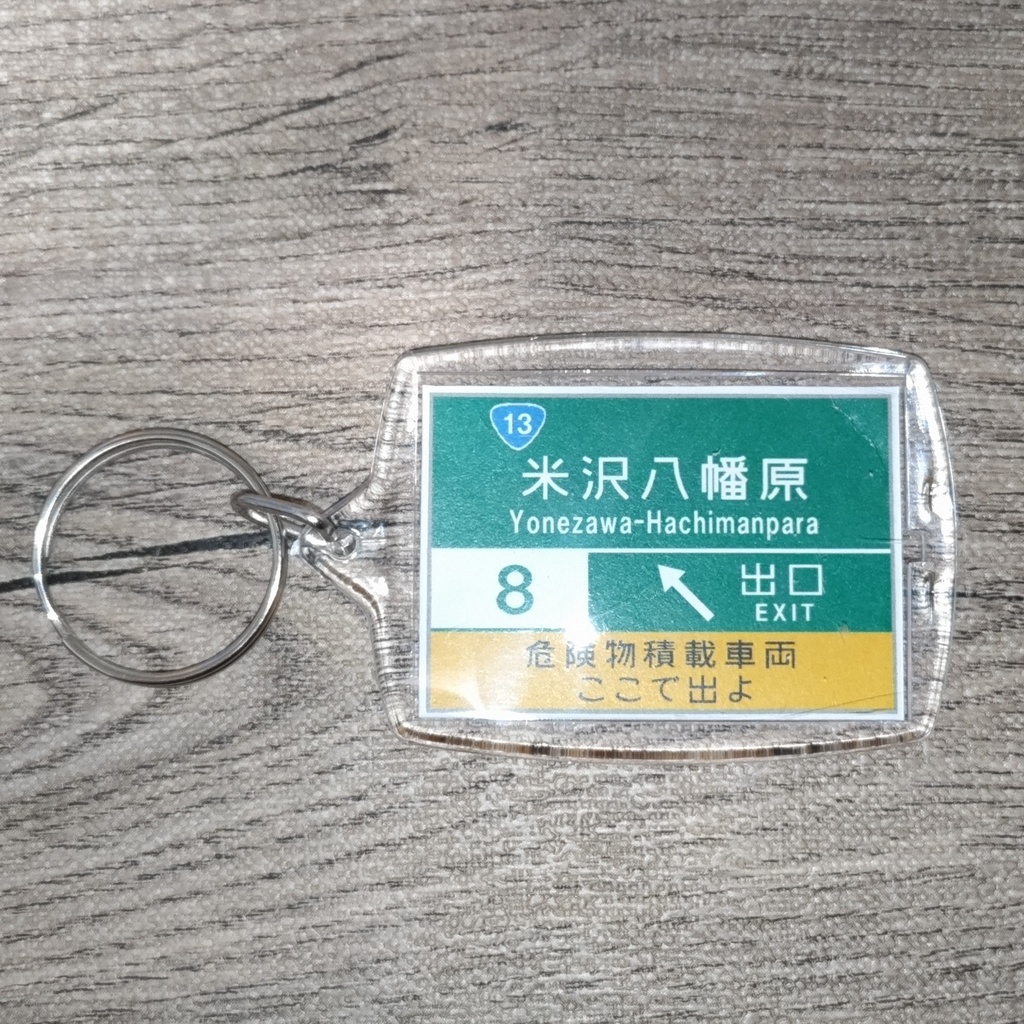 13
米沢八幡原
Yonezawa-Hachimanpara
8
出口
EXIT
危険物積載車両
ここで出よ